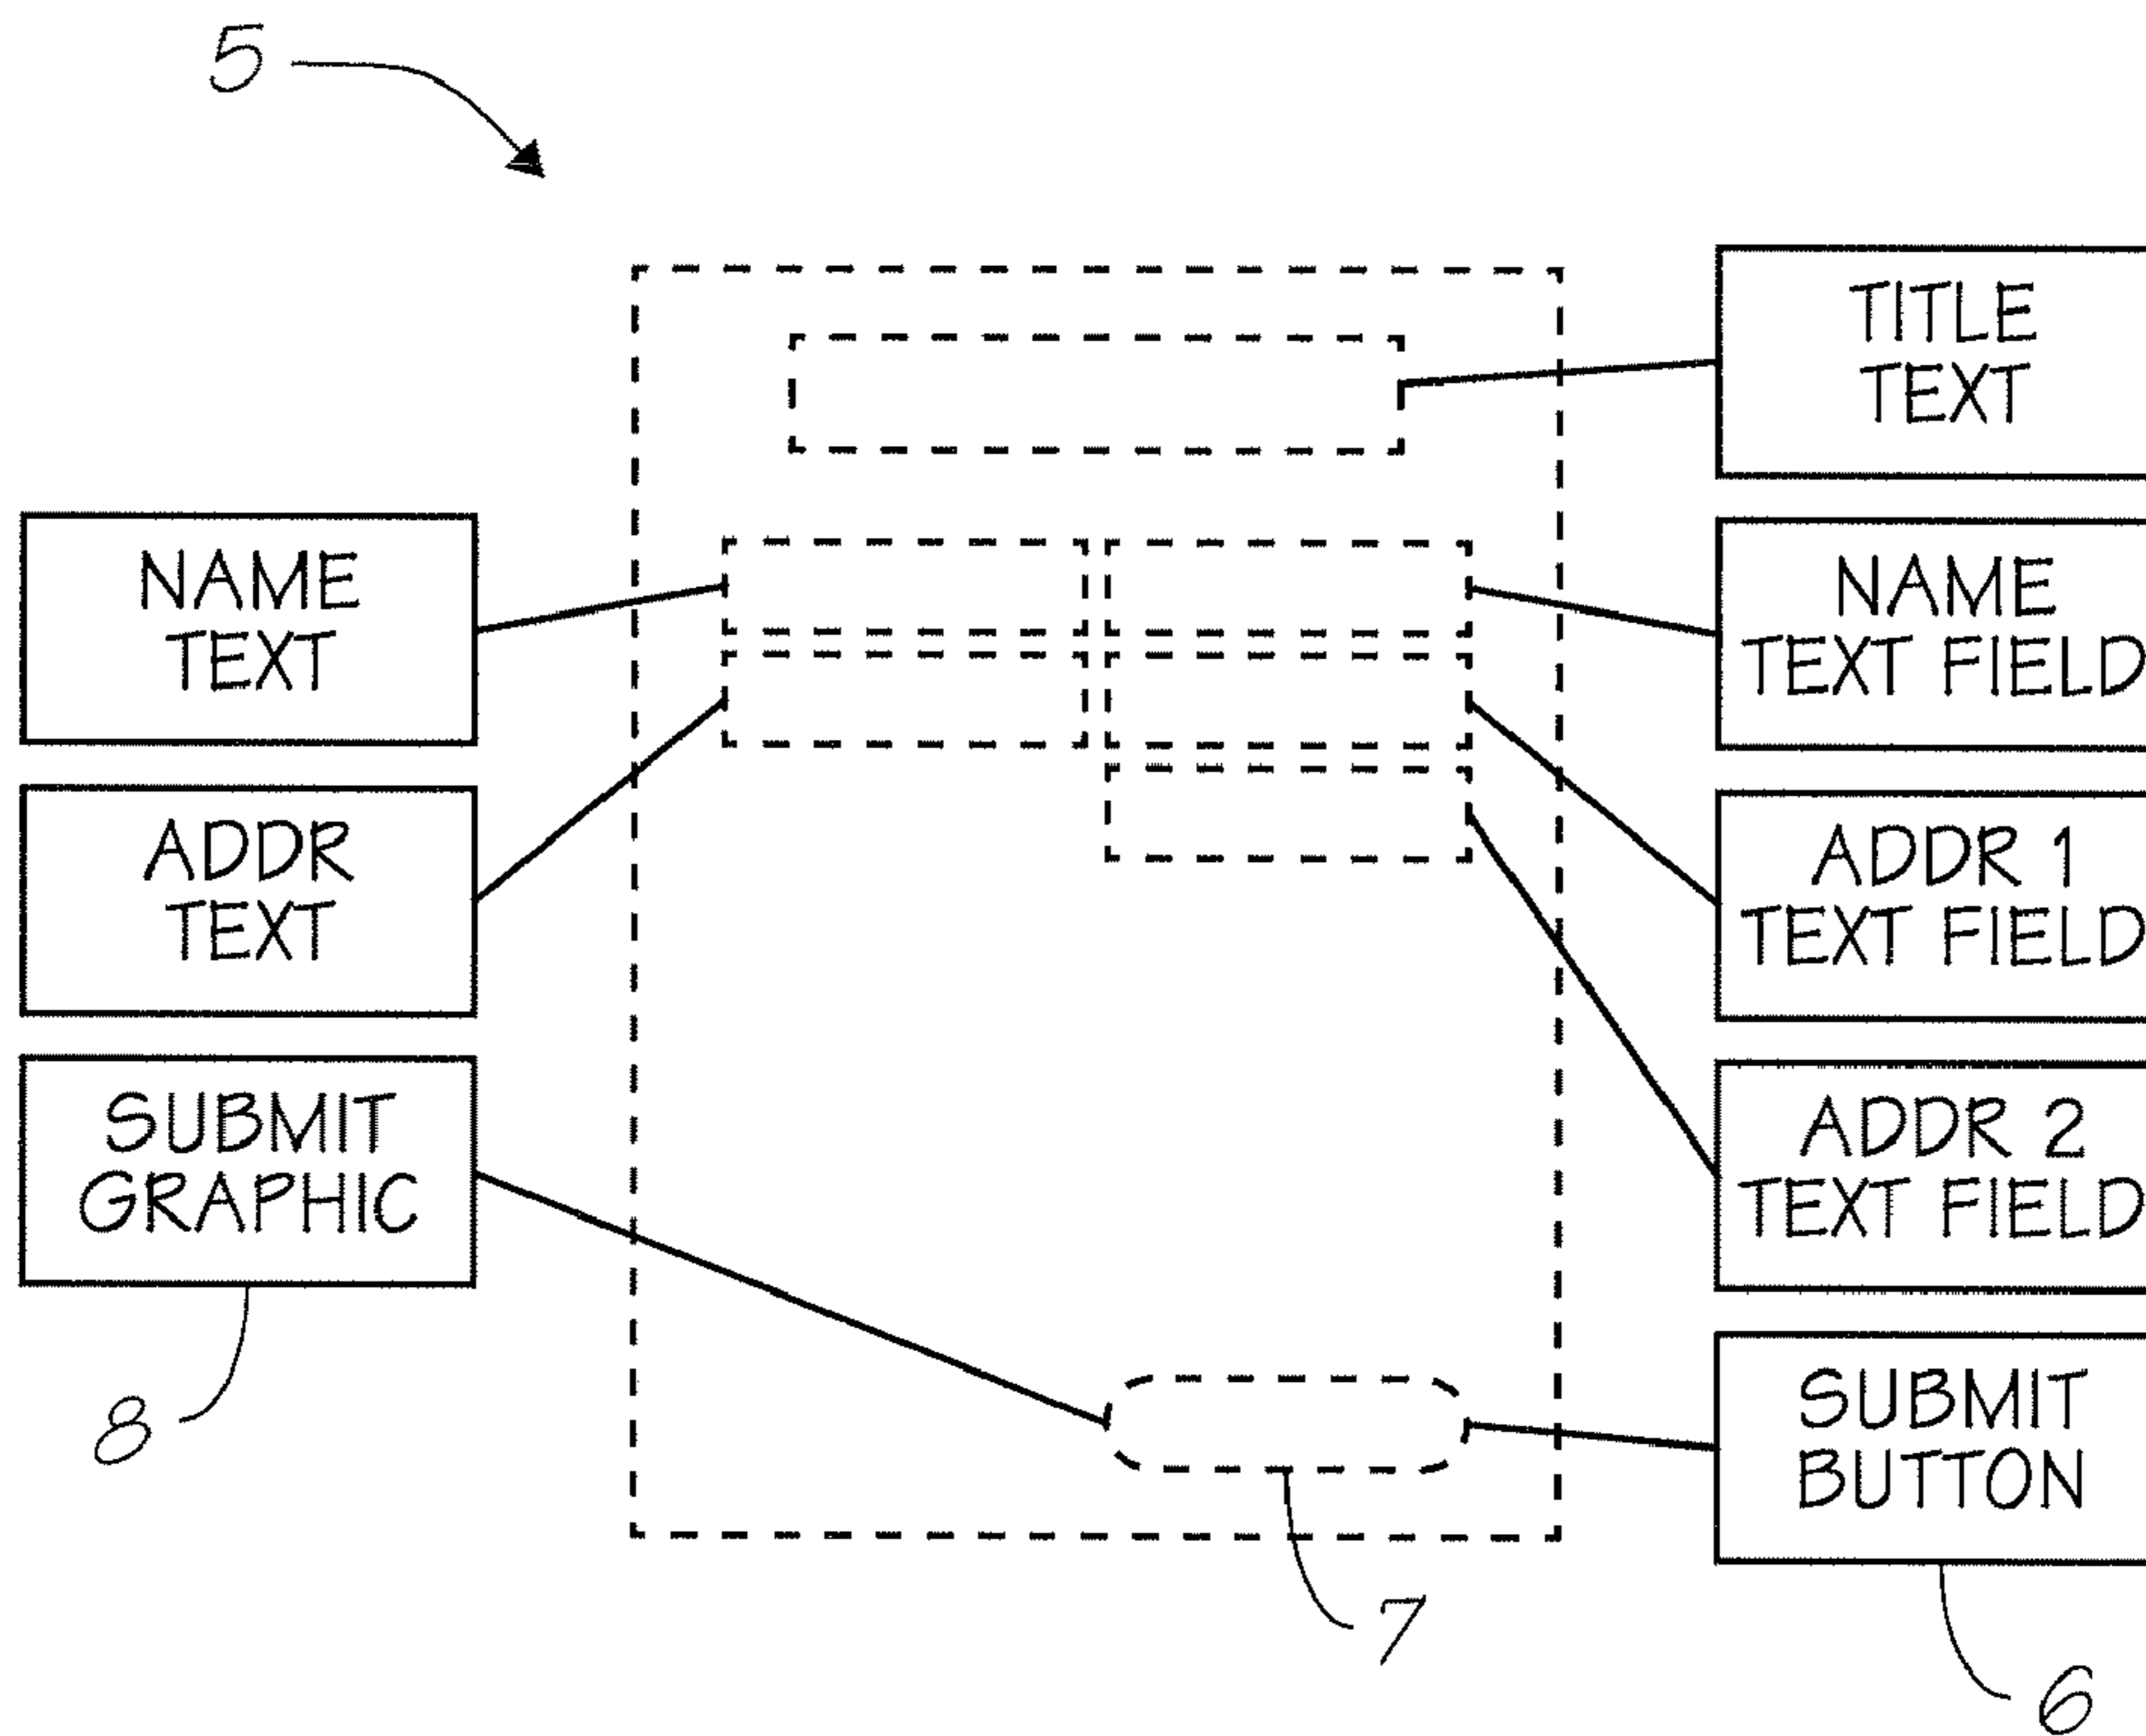 5
TITLE
TEXT
NAME
TEXT
NAME
TEXT FIELD
ADDR
TEXT
ADDR 1
TEXT FIELD
SUBMIT
GRAPHIC
ADDR 2
TEXT FIELD
SUBMIT
BUTTON
8
7
6